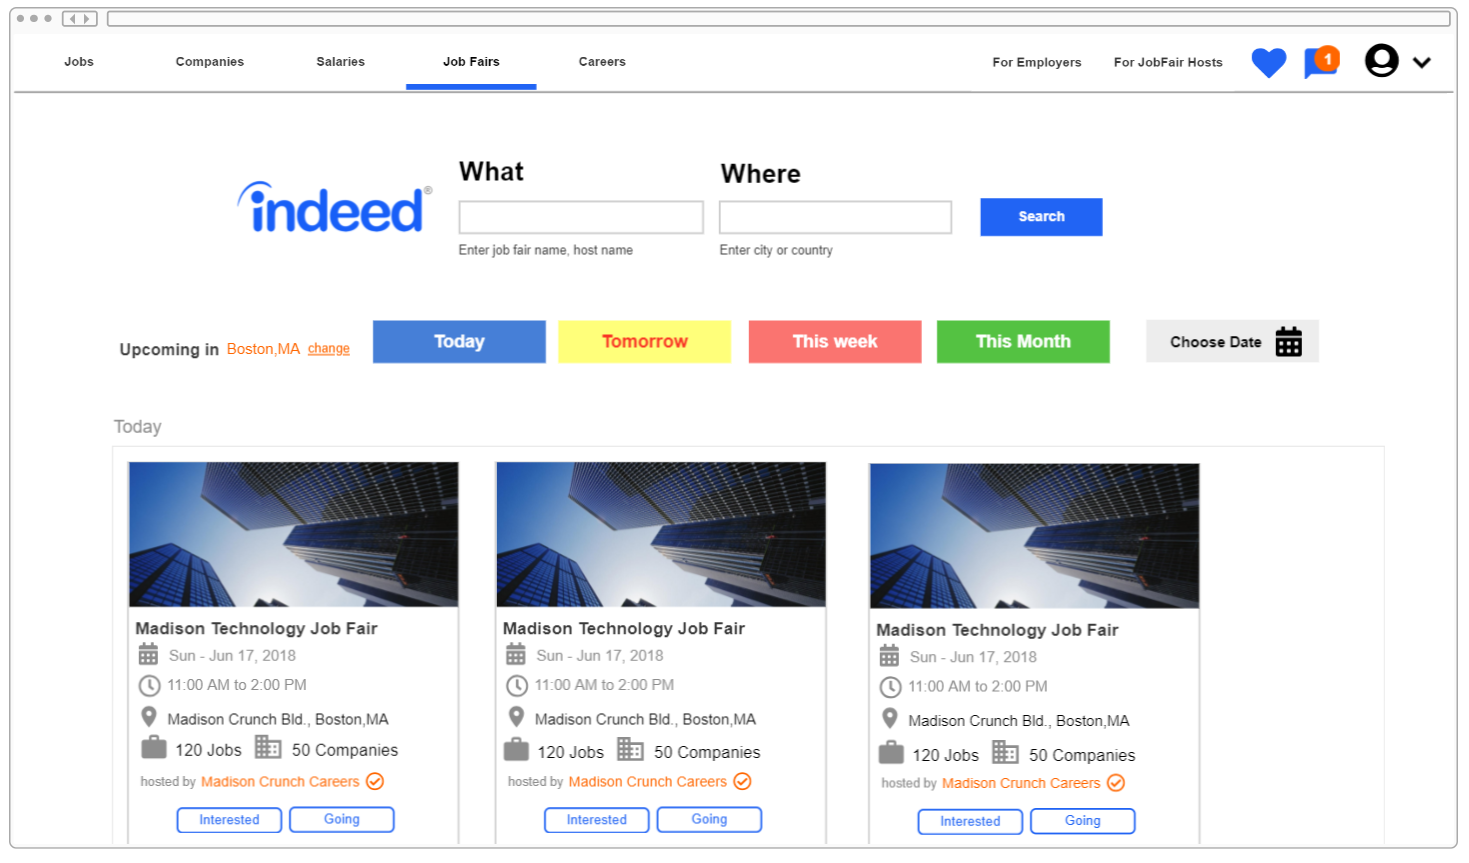 Jobs Companies Salaries Job Fairs Careers For Employers For JobFair Hosts 1
What Where
indeed®
Search
Enter job fair name, host name Enter city or country
Upcoming in Boston,MA change Today Tomorrow This week This Month Choose Date
Today
Madison Technology Job Fair
Sun - Jun 17, 2018
11:00 AM to 2:00 PM
Madison Crunch Bld., Boston,MA
120 Jobs 50 Companies
hosted by Madison Crunch Careers
Interested Going
Madison Technology Job Fair
Sun - Jun 17, 2018
11:00 AM to 2:00 PM
Madison Crunch Bld., Boston,MA
120 Jobs 50 Companies
hosted by Madison Crunch Careers
Interested Going
Madison Technology Job Fair
Sun - Jun 17, 2018
11:00 AM to 2:00 PM
Madison Crunch Bld., Boston,MA
120 Jobs 50 Companies
hosted by Madison Crunch Careers
Interested Going